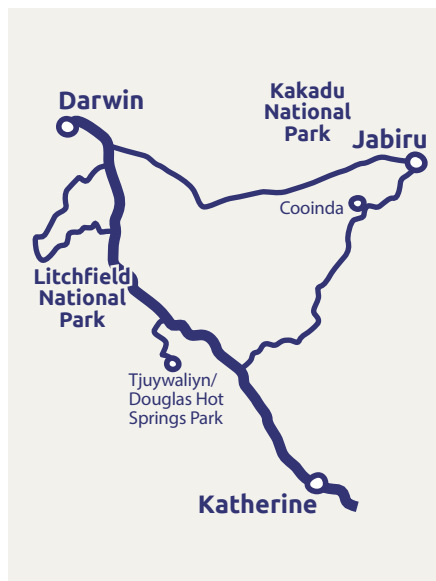 Darwin
Kakadu
National
Park
Jabiru
Cooinda
Litchfield
National
Park
Tjuywaliyn/
Douglas Hot
Springs Park
Katherine